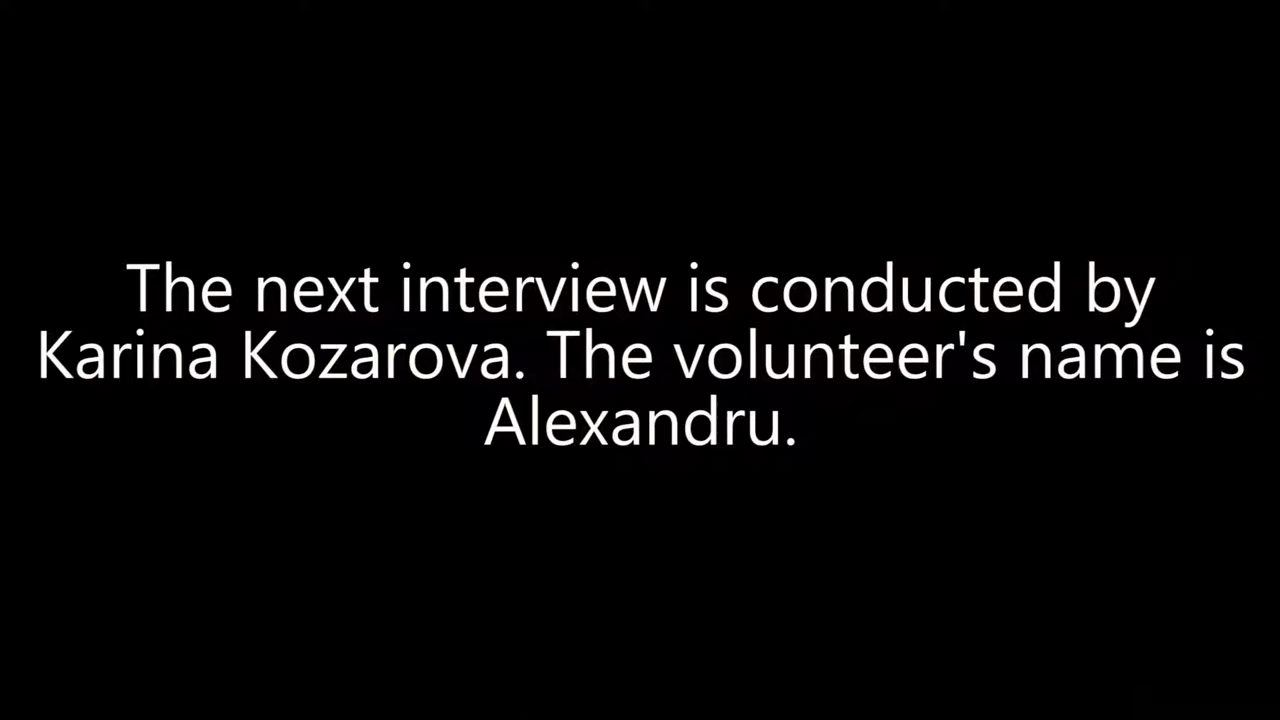 The next interview is conducted by
Karina Kozarova. The volunteer's name is
Alexandru.